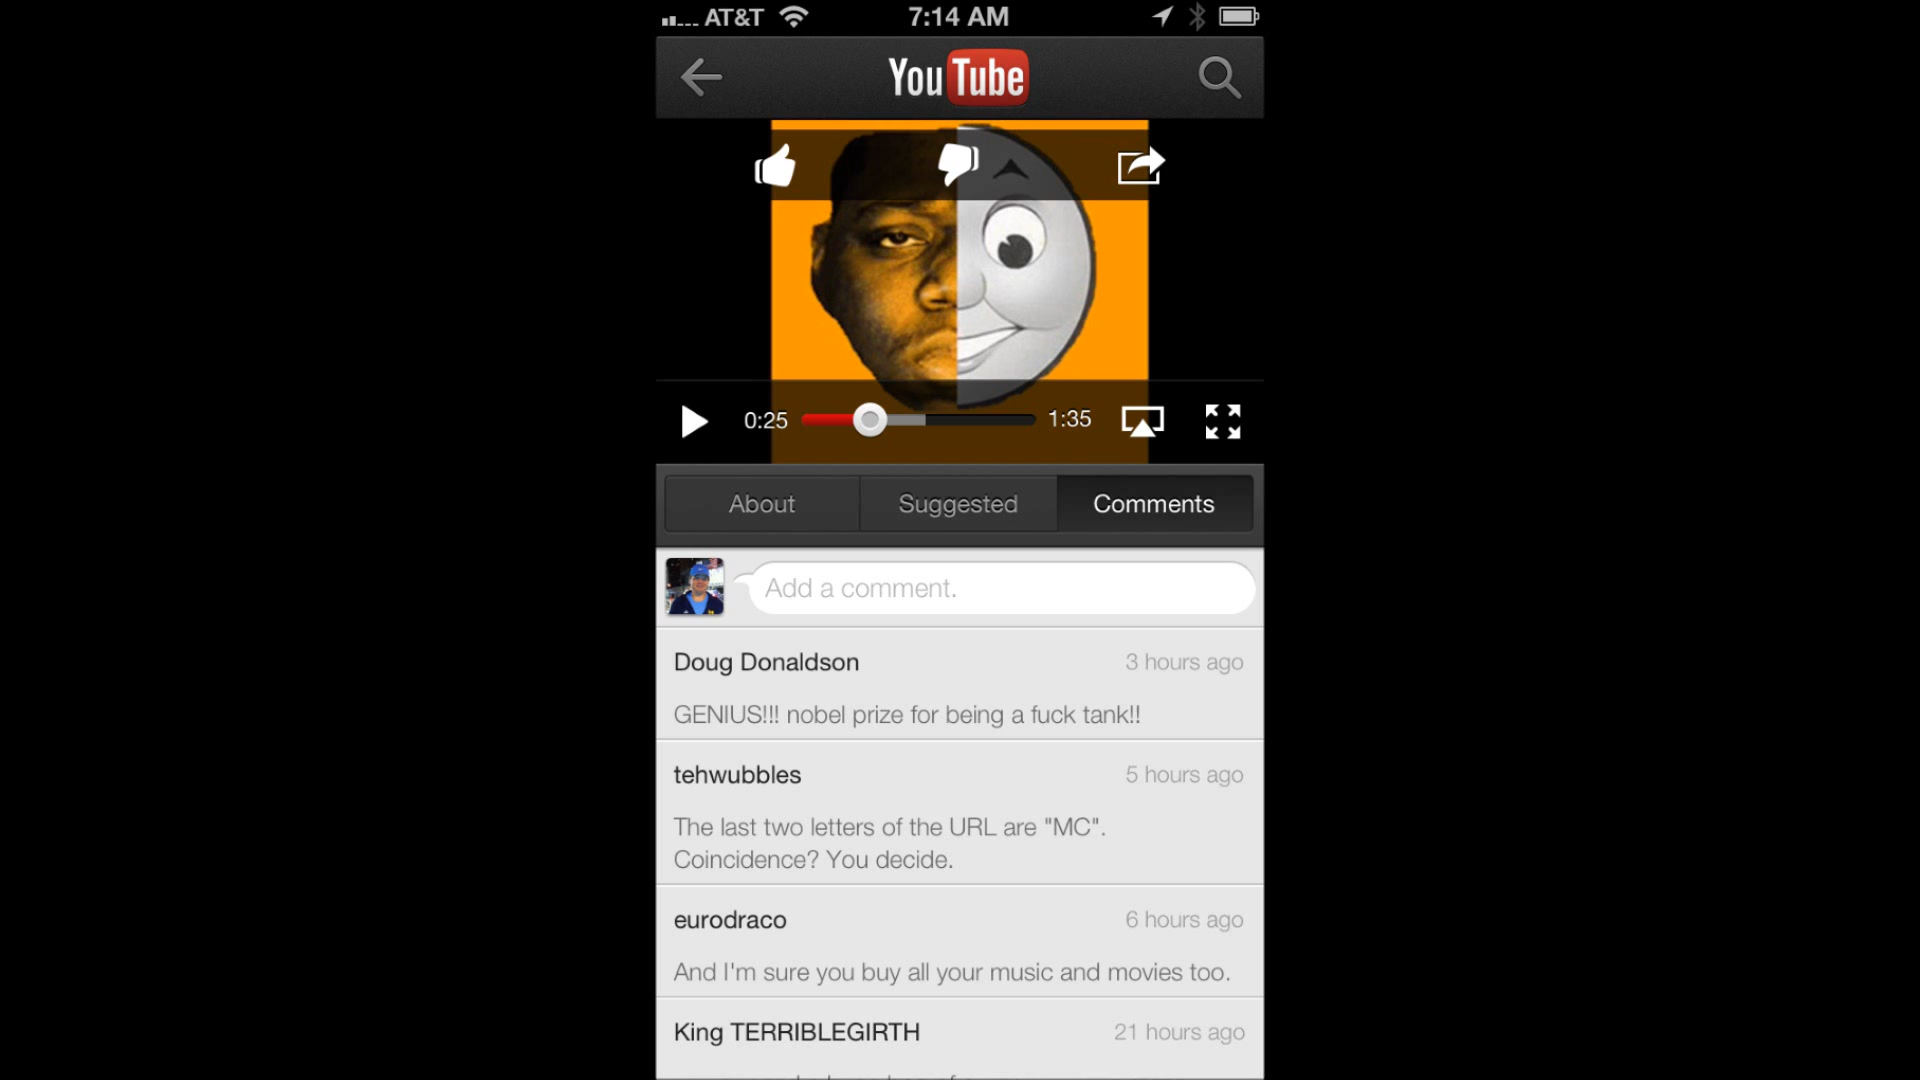 AT&T 7:14 AM
YouTube
0:25 1:35
About Suggested Comments
Add a comment.
Doug Donaldson 3 hours ago
GENIUS!!! nobel prize for being a fuck tank!!
tehwubbles 5 hours ago
The last two letters of the URL are "MC".
Coincidence? You decide.
eurodraco 6 hours ago
And I'm sure you buy all your music and movies too.
King TERRIBLEGIRTH 21 hours ago